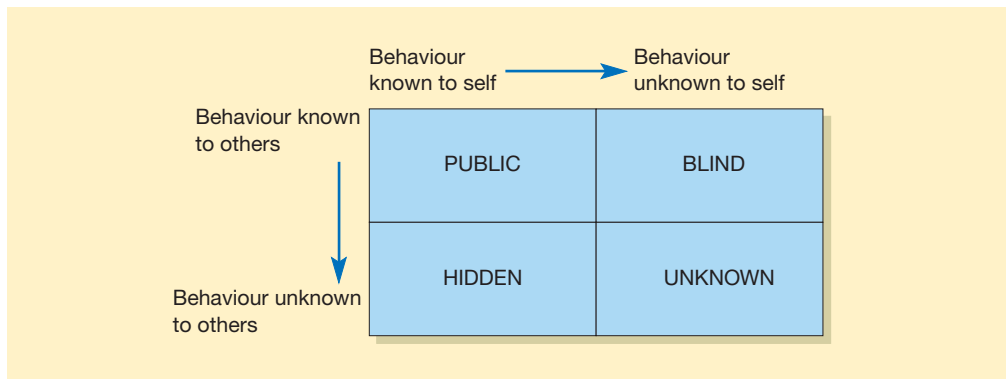 Behaviour
known to self
Behaviour
unknown to self
Behaviour known
to others
PUBLIC
BLIND
HIDDEN
UNKNOWN
Behaviour unknown
to others